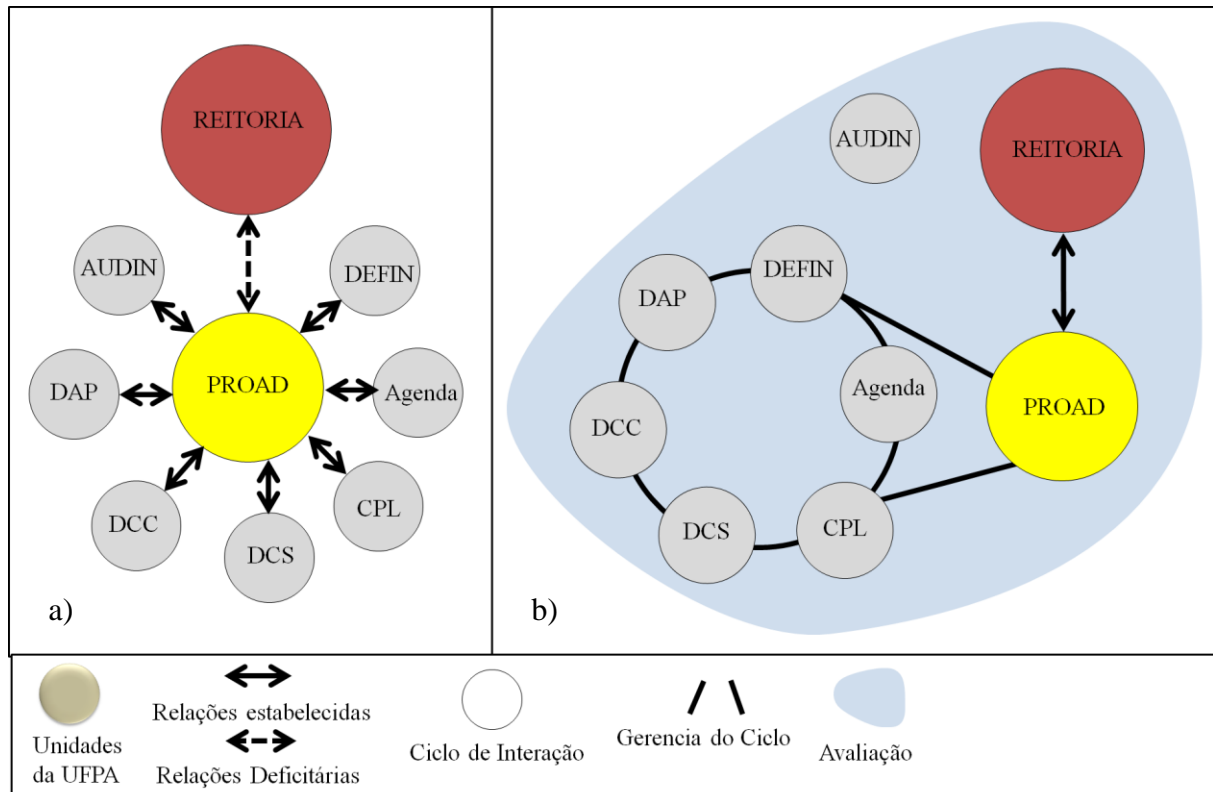 REITORIA
AUDIN
DEFIN
DAP
PROAD
Agenda
DCC
DCS
CPL
a)
AUDIN
REITORIA
DEFIN
DAP
Agenda
PROAD
DCC
DCS
CPL
b)
Unidades
da UFPA
Relações estabelecidas
Relações Deficitárias
Ciclo de Interação
Gerencia do Ciclo
Avaliação